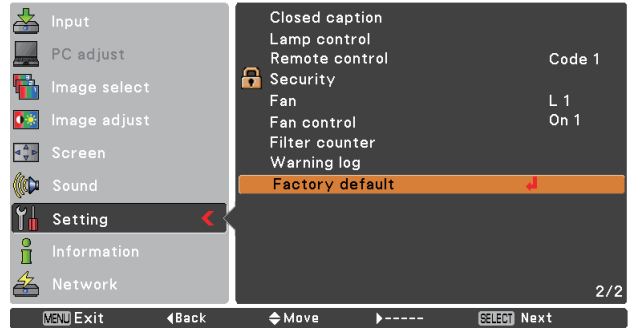 Input
PC adjust
Image select
Image adjust
Screen
Sound
Setting
Information
Network
Closed caption
Lamp control
Remote control Code 1
Security
Fan L 1
Fan control On 1
Filter counter
Warning log
Factory default
2/2
MENU Exit Back Move ----- SELECT Next